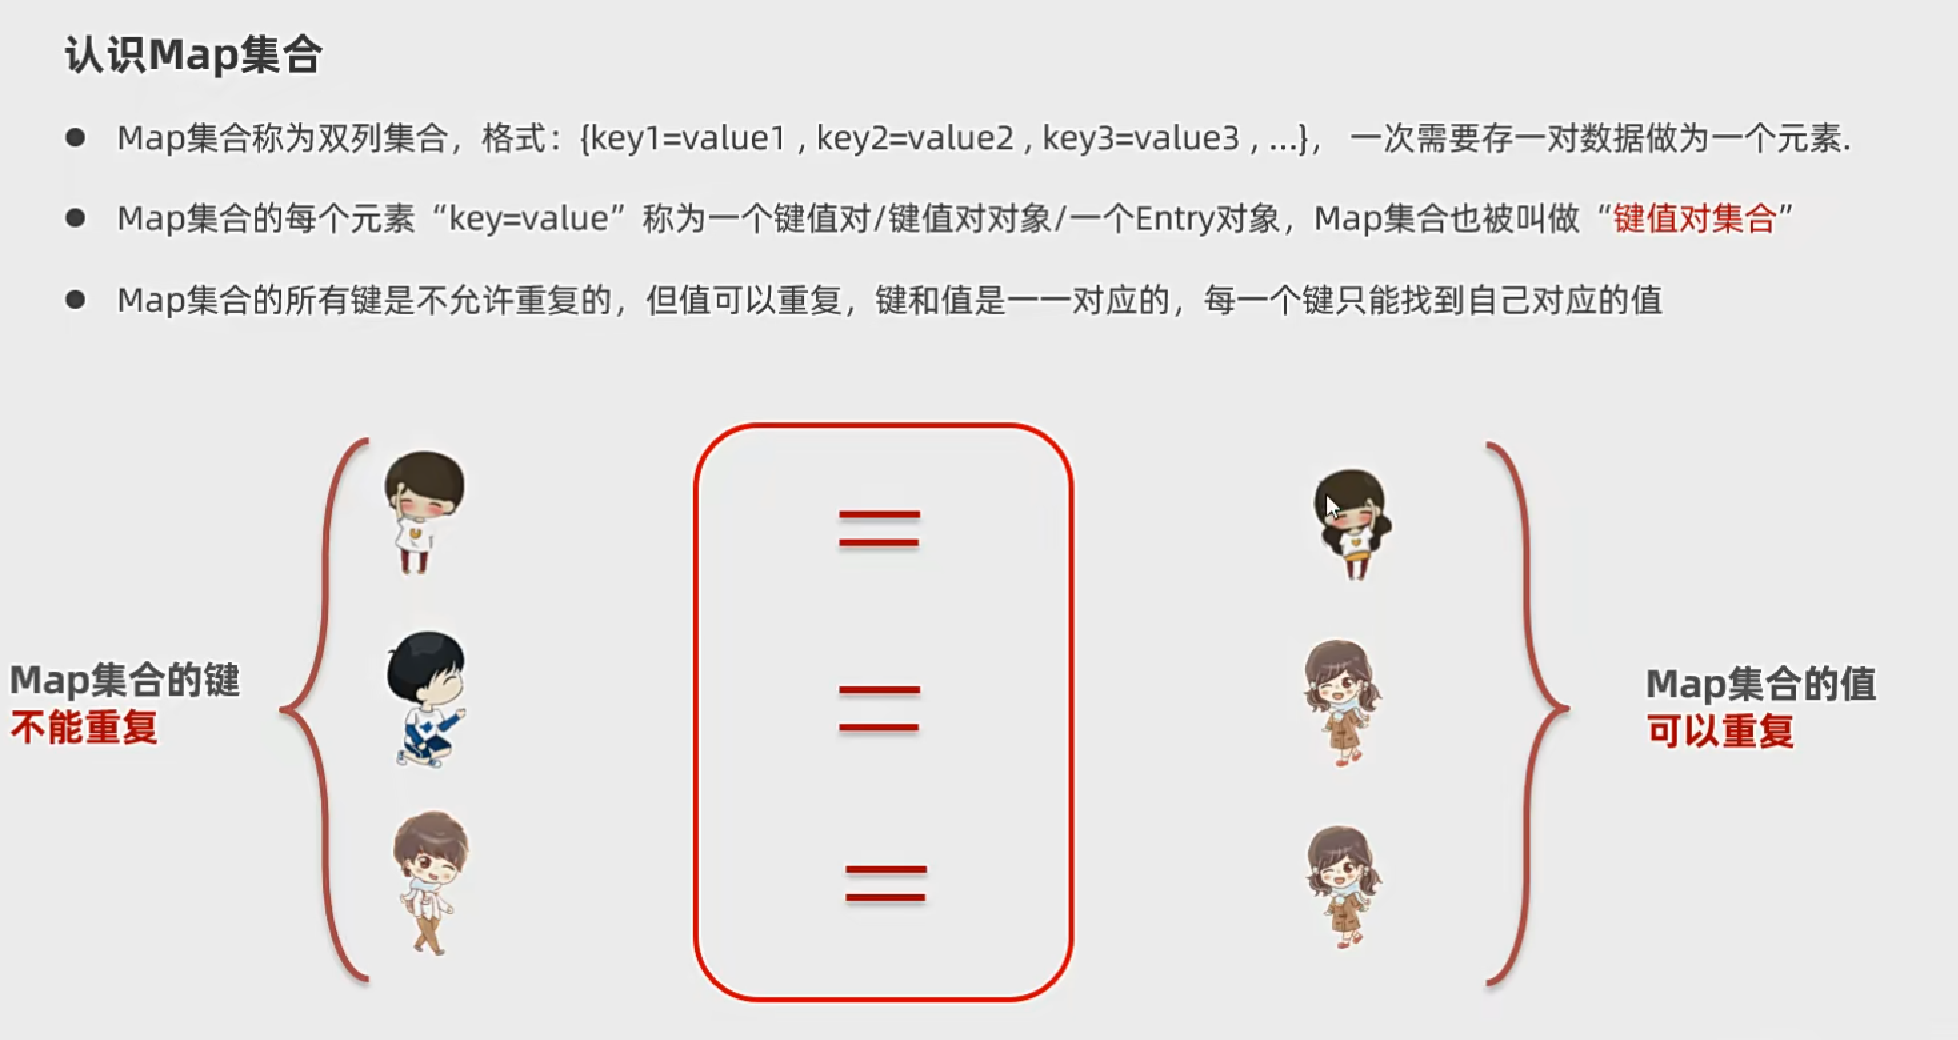 认识Map集合
Map集合称为双列集合，格式：{key1=value1 , key2=value2 , key3=value3 , ...}， 一次需要存一对数据做为一个元素.
Map集合的每个元素“key=value”称为一个键值对/键值对对象/一个Entry对象，Map集合也被叫做“键值对集合”
Map集合的所有键是不允许重复的，但值可以重复，键和值是一一对应的，每一个键只能找到自己对应的值
Map集合的键
不能重复
Map集合的值
可以重复